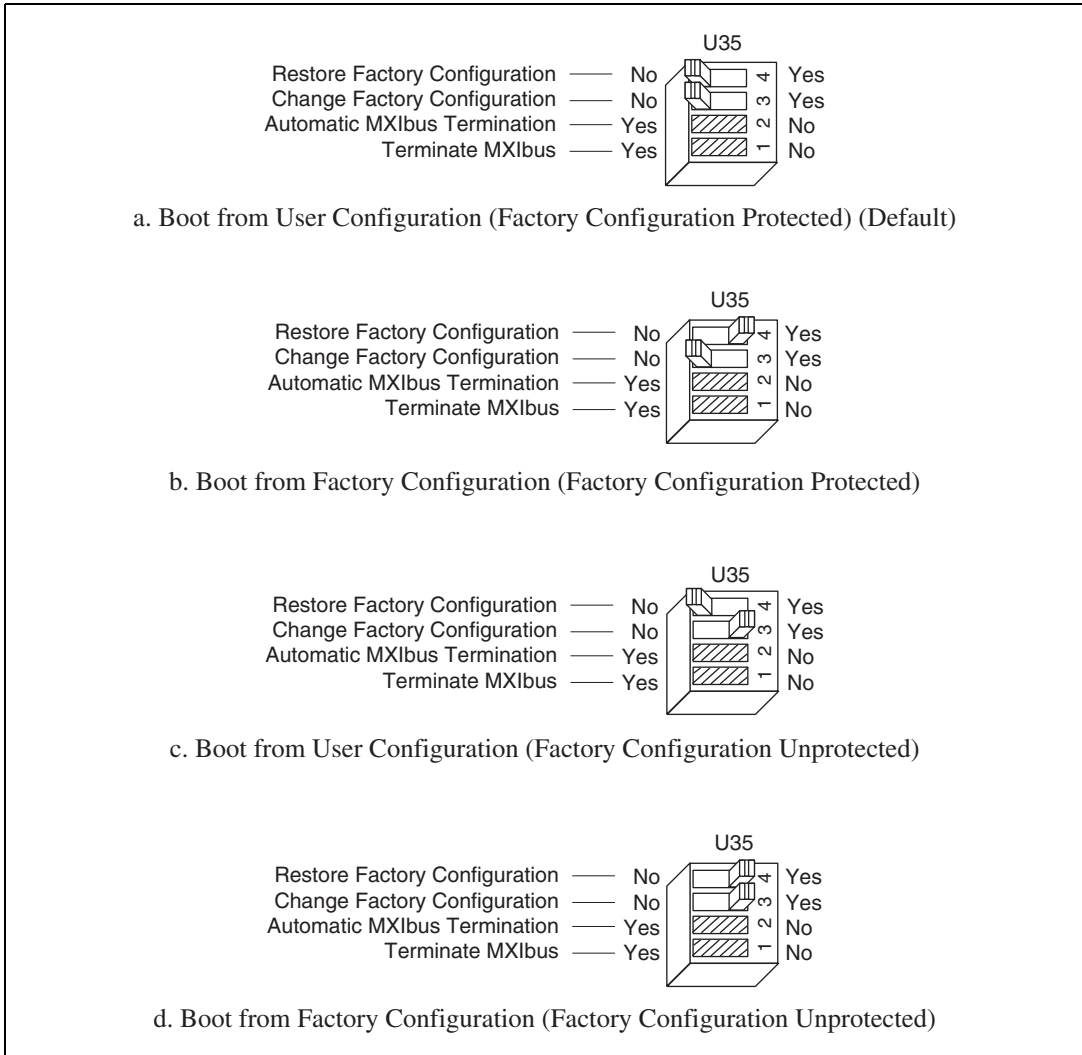 U35
Restore Factory Configuration No 4 Yes
Change Factory Configuration No 3 Yes
Automatic MXIbus Termination Yes 2 No
Terminate MXIbus Yes 1 No
a. Boot from User Configuration (Factory Configuration Protected) (Default)
U35
Restore Factory Configuration No 4 Yes
Change Factory Configuration No 3 Yes
Automatic MXIbus Termination Yes 2 No
Terminate MXIbus Yes 1 No
b. Boot from Factory Configuration (Factory Configuration Protected)
U35
Restore Factory Configuration No 4 Yes
Change Factory Configuration No 3 Yes
Automatic MXIbus Termination Yes 2 No
Terminate MXIbus Yes 1 No
c. Boot from User Configuration (Factory Configuration Unprotected)
U35
Restore Factory Configuration No 4 Yes
Change Factory Configuration No 3 Yes
Automatic MXIbus Termination Yes 2 No
Terminate MXIbus Yes 1 No
d. Boot from Factory Configuration (Factory Configuration Unprotected)